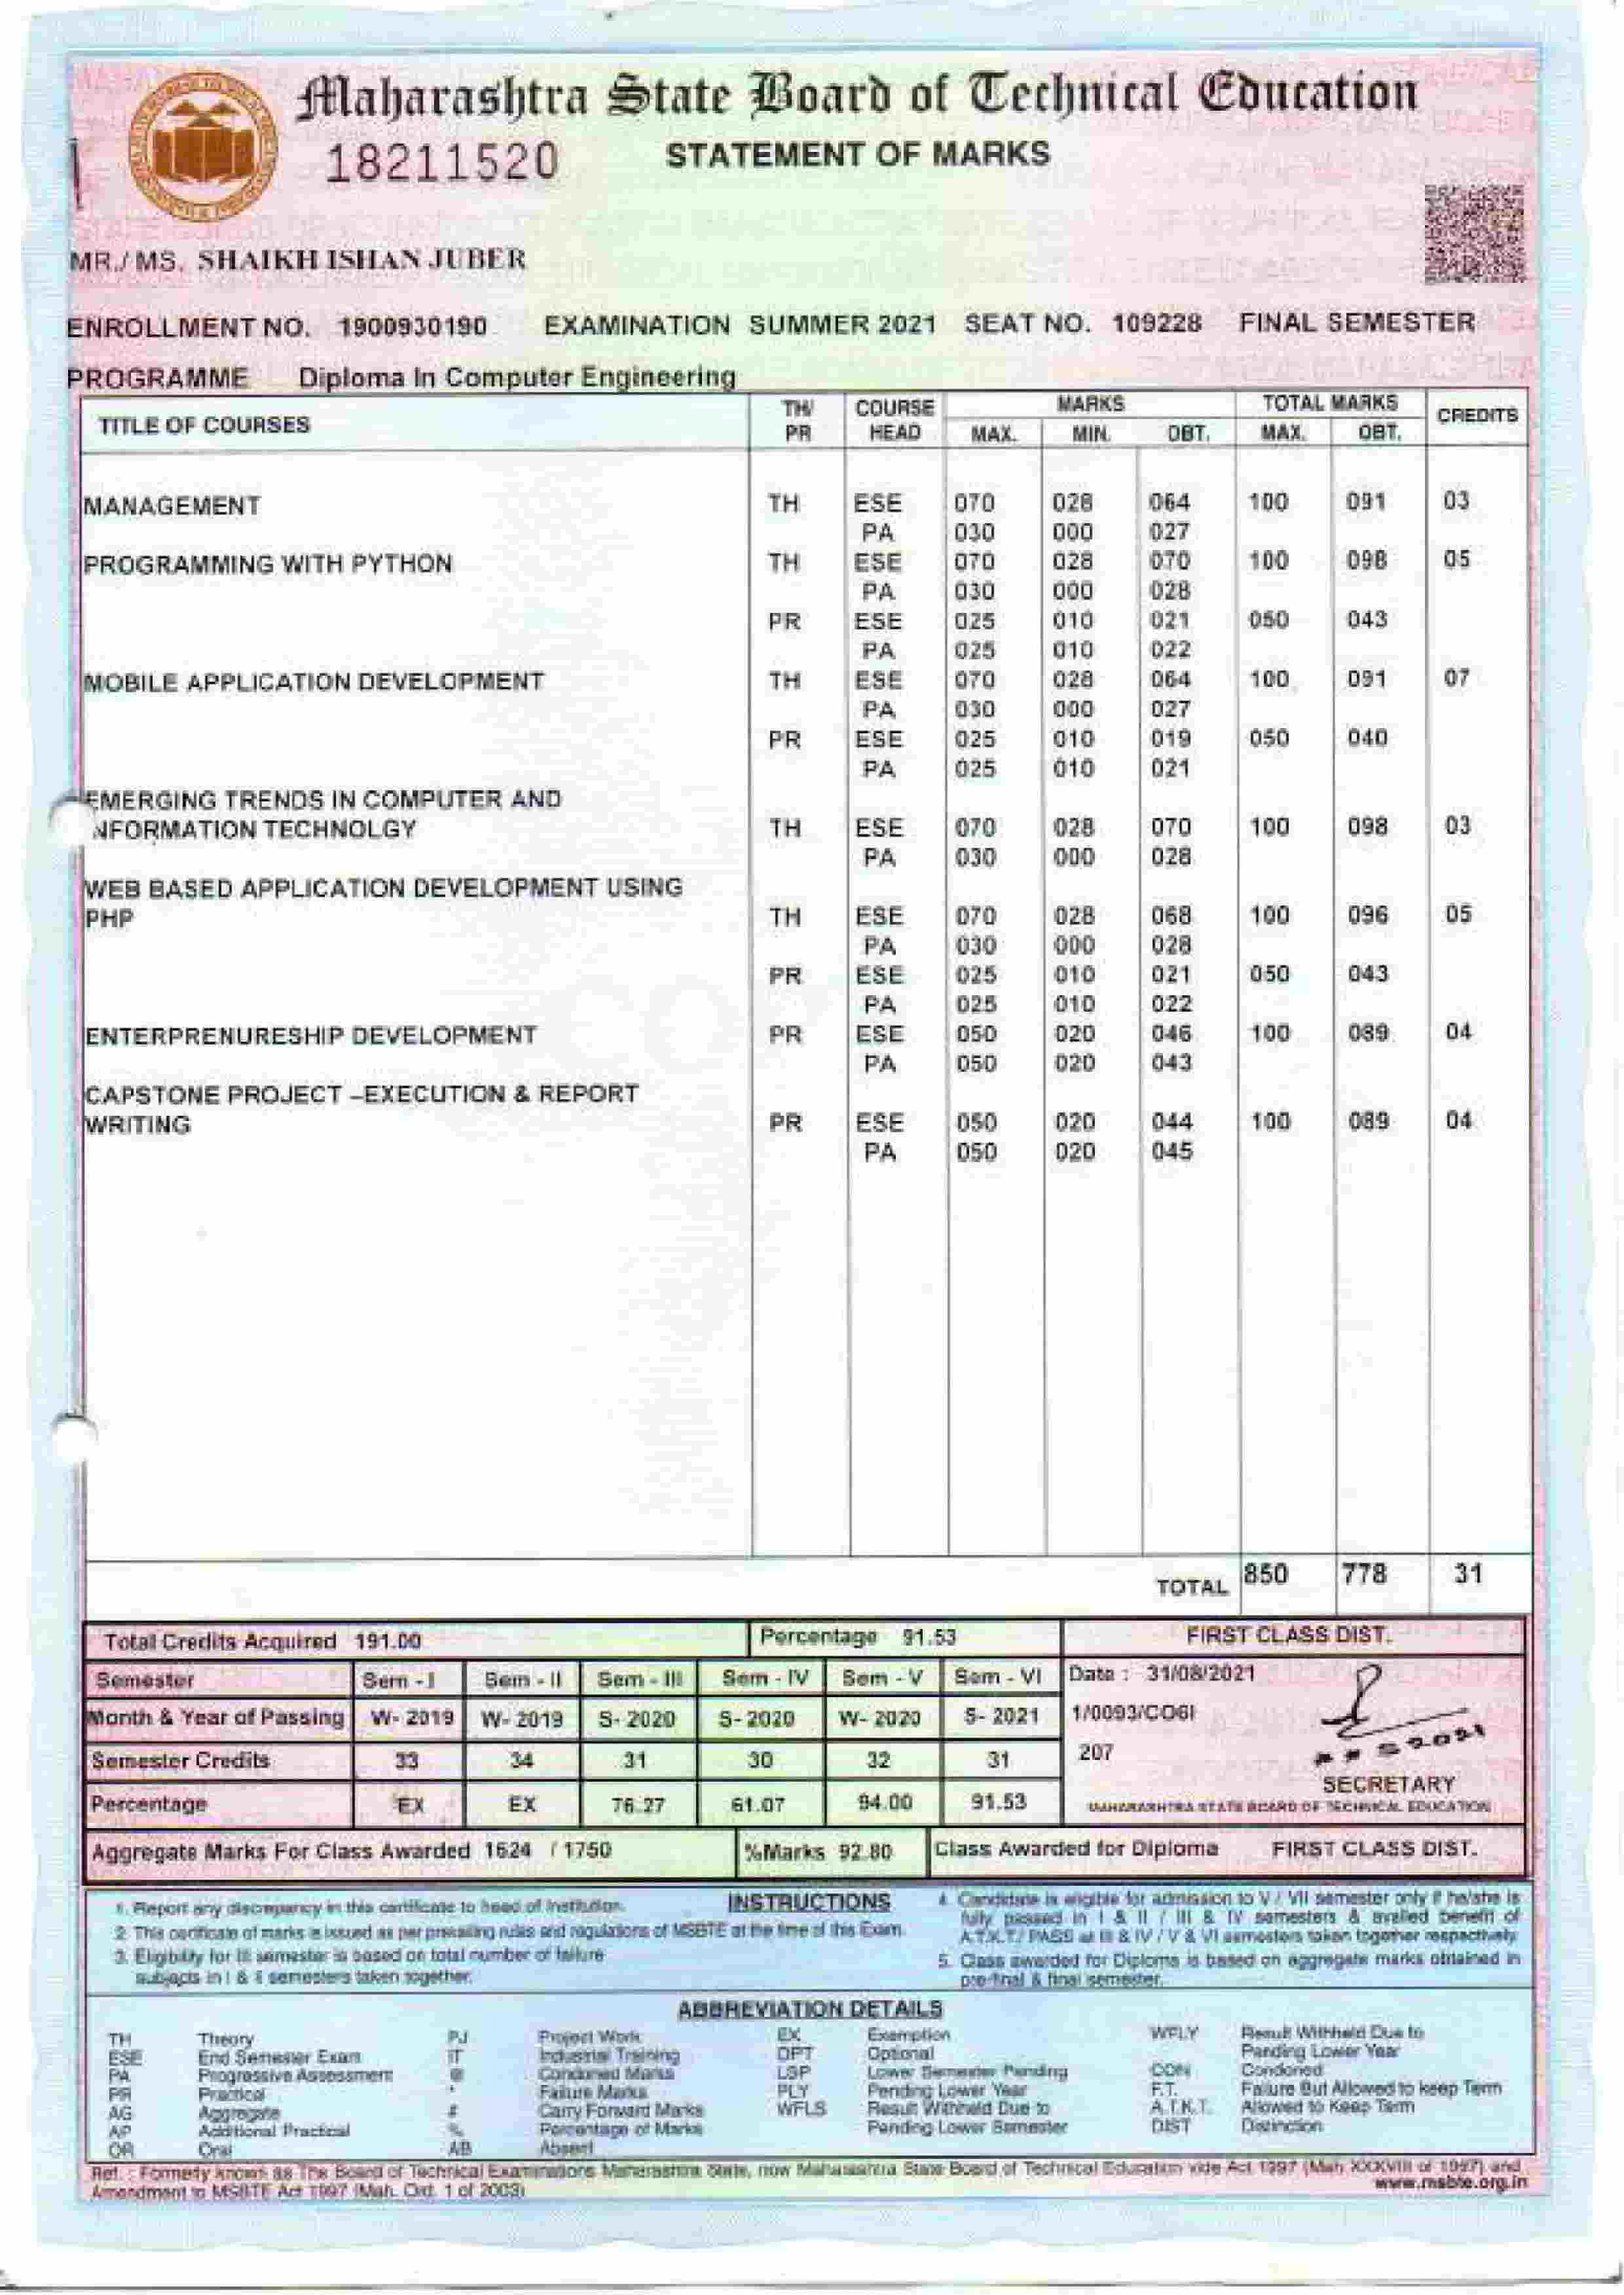 Maharashtra State Board of Technical Education
18211520 STATEMENT OF MARKS
MR./ MS. SHAIKH ISHAN JUBER
ENROLLMENT NO. 1900930190 EXAMINATION SUMMER 2021 SEAT NO. 109228 FINAL SEMESTER
PROGRAMME Diploma In Computer Engineering
TITLE OF COURSES TH/ PR COURSE HEAD MARKS MAX. MIN. OBT. TOTAL MARKS MAX. OBT. CREDITS
MANAGEMENT TH ESE 070 028 064 100 091 03
PA 030 000 027
PROGRAMMING WITH PYTHON TH ESE 070 028 070 100 098 05
PA 030 000 028
PR ESE 025 010 021 050 043
PA 025 010 022
MOBILE APPLICATION DEVELOPMENT TH ESE 070 028 064 100 091 07
PA 030 000 027
PR ESE 025 010 019 050 040
PA 025 010 021
EMERGING TRENDS IN COMPUTER AND
NFORMATION TECHNOLGY TH ESE 070 028 070 100 098 03
PA 030 000 028
WEB BASED APPLICATION DEVELOPMENT USING
PHP TH ESE 070 028 068 100 096 05
PA 030 000 028
PR ESE 025 010 021 050 043
PA 025 010 022
ENTERPRENURESHIP DEVELOPMENT PR ESE 050 020 046 100 089 04
PA 050 020 043
CAPSTONE PROJECT –EXECUTION & REPORT
WRITING PR ESE 050 020 044 100 089 04
PA 050 020 045
TOTAL 850 778 31
Total Credits Acquired 191.00 Percentage 91.53 FIRST CLASS DIST.
Semester Sem - I Sem - II Sem - III Sem - IV Sem - V Sem - VI Date : 31/08/2021
Month & Year of Passing W- 2019 W- 2019 S- 2020 S- 2020 W- 2020 S- 2021 1/0093/CO6I
Semester Credits 33 34 31 30 32 31 207
Percentage EX EX 76.27 61.07 94.00 91.53
SECRETARY
MAHARASHTRA STATE BOARD OF TECHNICAL EDUCATION
Aggregate Marks For Class Awarded 1624 / 1750 %Marks 92.80 Class Awarded for Diploma FIRST CLASS DIST.
INSTRUCTIONS
1. Report any discrepancy in this certificate to head of Institution.
2. This certificate of marks is issued as per prevailing rules and regulations of MSBTE at the time of this Exam.
3. Eligibility for III semester is based on total number of failure
subjects in I & II semesters taken together.
4. Candidate is eligible for admission to V / VII semester only if he/she is
fully passed in I & II / III & IV semesters & availed benefit of
A.T.K.T./ PASS at III & IV / V & VI semesters taken together respectively.
5. Class awarded for Diploma is based on aggregate marks obtained in
pre-final & final semester.
ABBREVIATION DETAILS
TH Theory PJ Project Work EX Exemption WPLY Result Withheld Due to
ESE End Semester Exam IT Industrial Training OPT Optional Pending Lower Year
PA Progressive Assessment @ Condoned Marks LSP Lower Semester Pending CON Condoned
PR Practical * Failure Marks PLY Pending Lower Year F.T. Failure But Allowed to keep Term
AG Aggregate # Carry Forward Marks WFLS Result Withheld Due to A.T.K.T. Allowed to Keep Term
AP Additional Practical % Percentage of Marks Pending Lower Semester DIST Distinction
OR Oral AB Absent
Ref. : Formerly known as The Board of Technical Examinations Maharashtra State, now Maharashtra State Board of Technical Education vide Act 1997 (Mah XXXVIII of 1997) and
Amendment to MSBTE Act 1997 (Mah. Ord. 1 of 2003) www.msbte.org.in